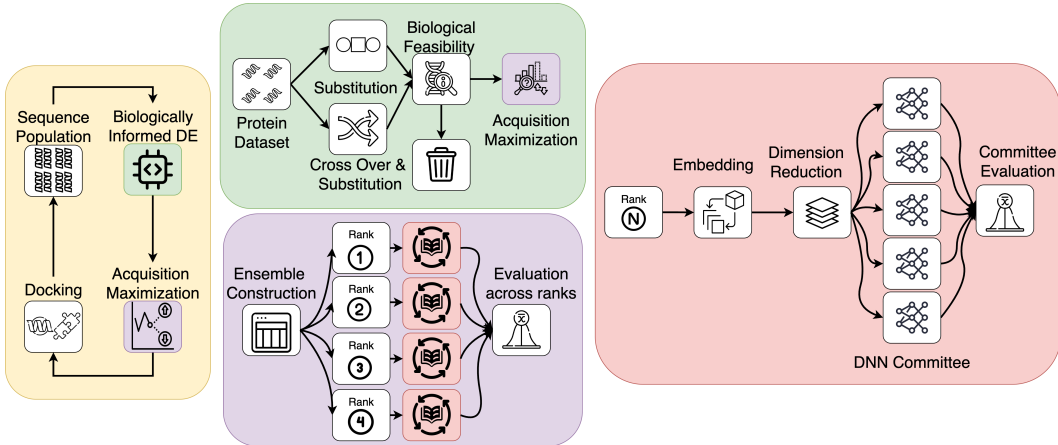 Sequence
Population
Biologically
Informed DE
Docking
Acquisition
Maximization
Protein
Dataset
Substitution
Cross Over &
Substitution
Biological
Feasibility
Acquisition
Maximization
Ensemble
Construction
Rank
1
Rank
2
Rank
3
Rank
4
Evaluation
across ranks
Rank
N
Embedding
Dimension
Reduction
DNN Committee
Committee
Evaluation